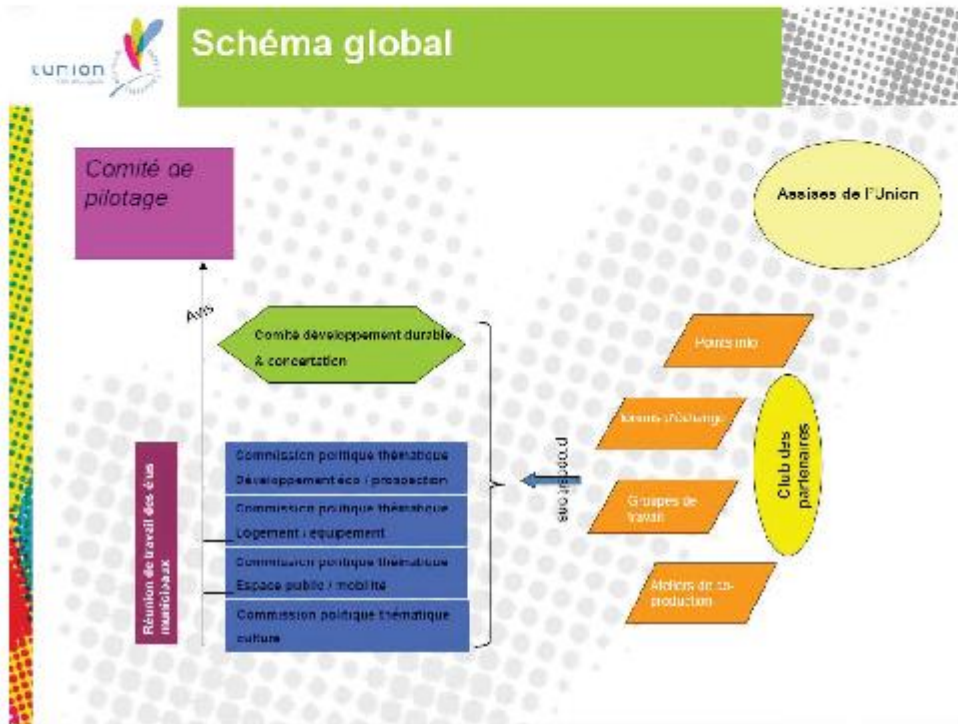 Schéma global
Comité de
pilotage
Assises de l'Union
Avis
Comité développement durable
& concertation
Points info
Forums d'échange
Club des
partenaires
Groupes de
travail
Ateliers de co-
production
propositions
Réunion de travail des élus
municipaux
Commission politique thématique
Développement éco / prospection
Commission politique thématique
Logement / équipement
Commission politique thématique
Espace public / mobilité
Commission politique thématique
culture